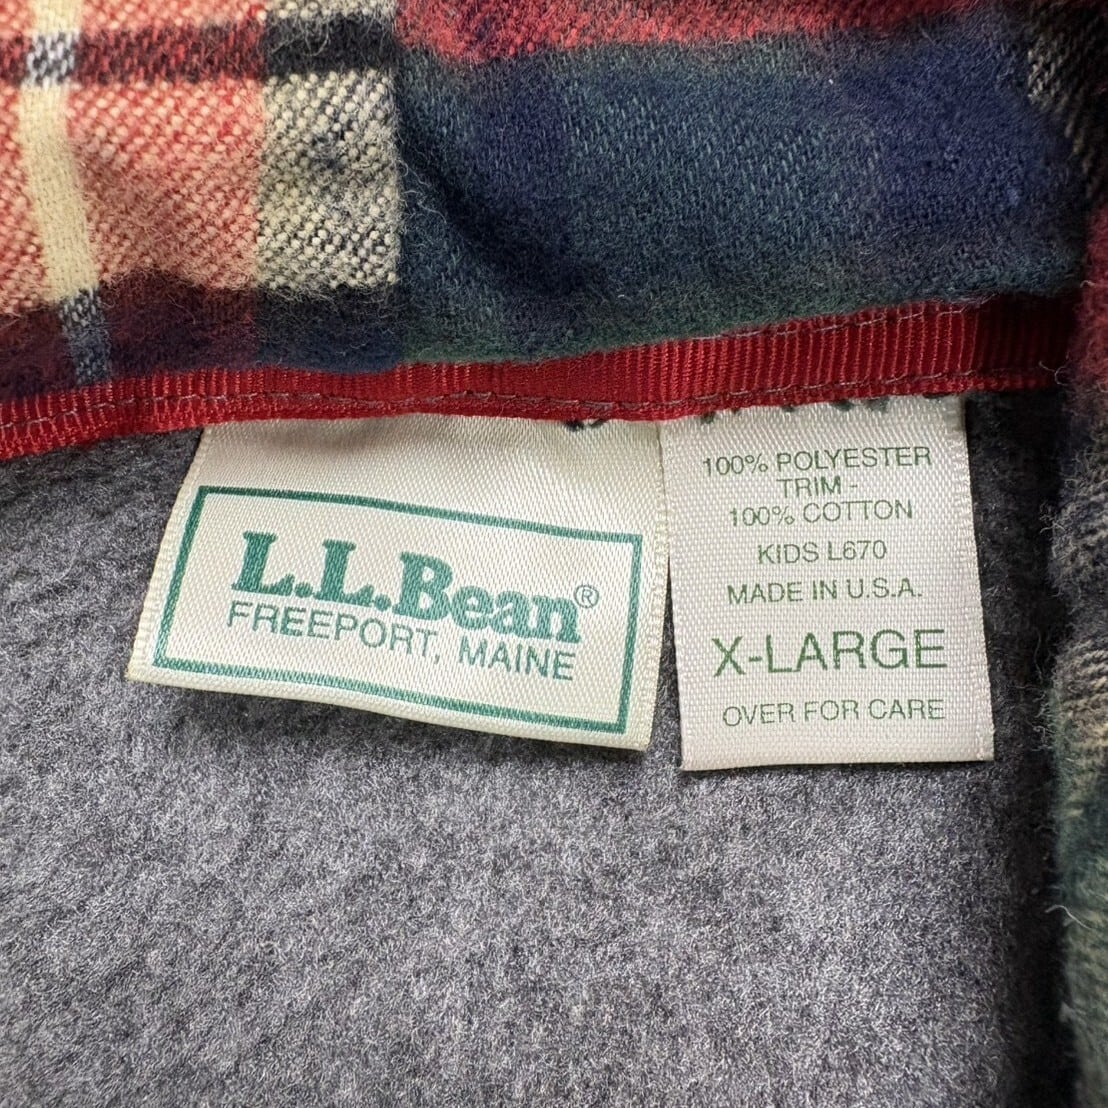 L.L.Bean®
FREEPORT, MAINE
100% POLYESTER
TRIM -
100% COTTON
KIDS L670
MADE IN U.S.A.
X-LARGE
OVER FOR CARE